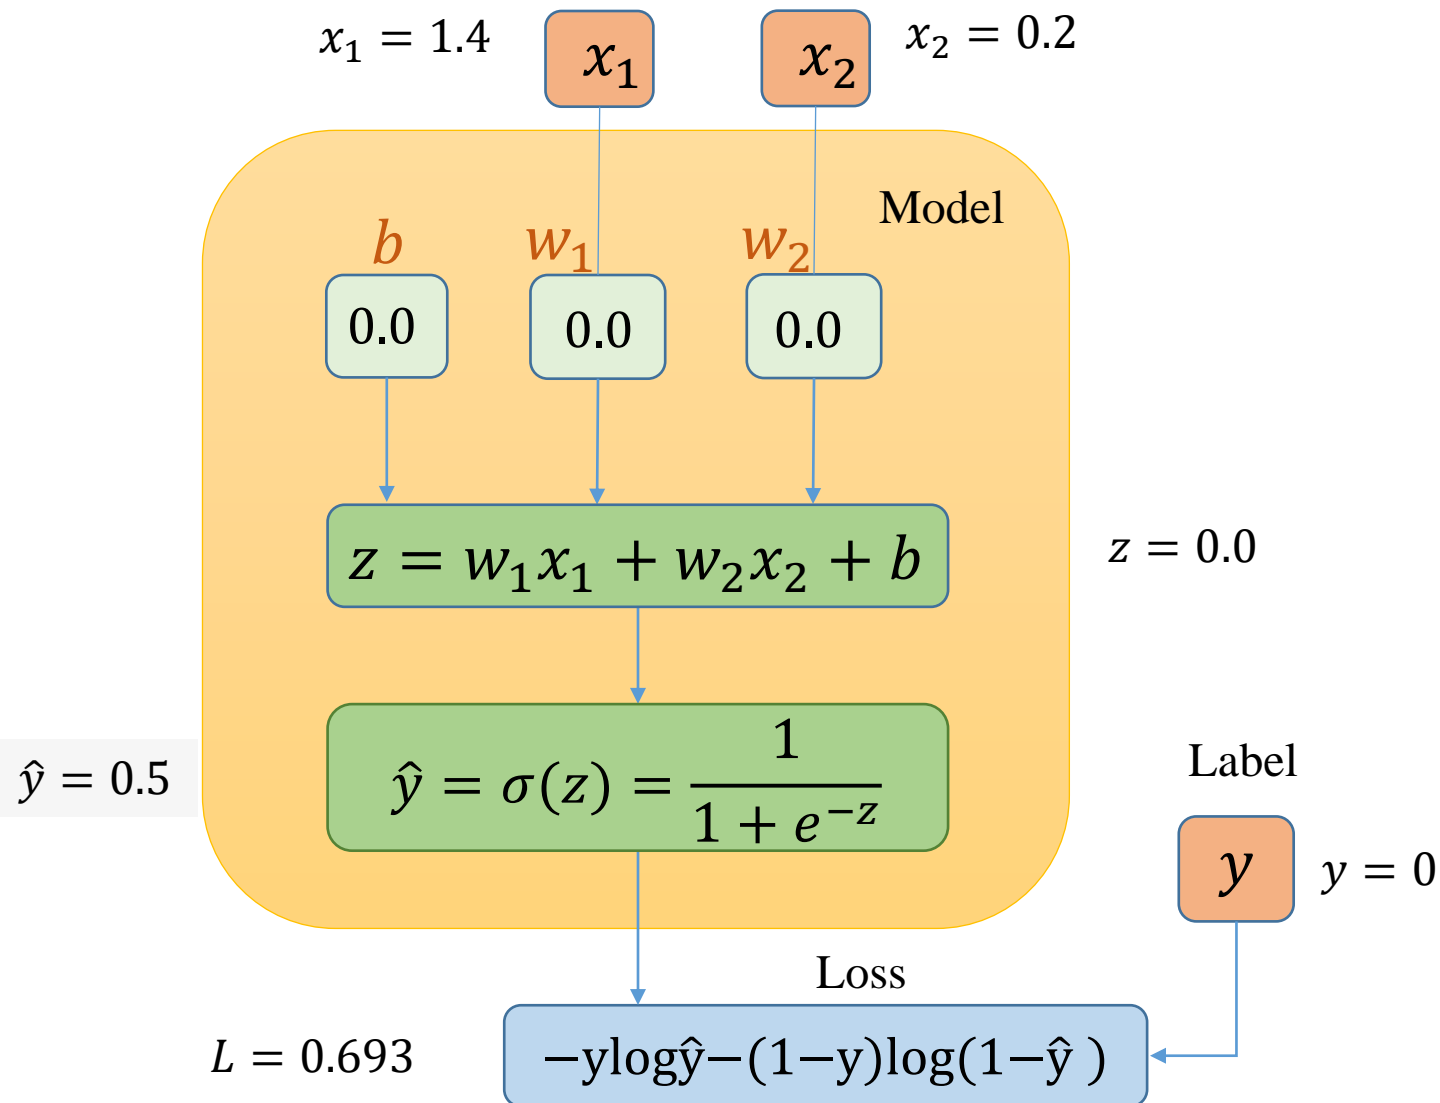 x₁ = 1.4
x₁
x₂
x₂ = 0.2
Model
b
w₁
w₂
0.0
0.0
0.0
z = w₁x₁ + w₂x₂ + b
z = 0.0
ŷ = 0.5
ŷ = σ(z) = 1 / (1 + e⁻ᶻ)
Label
y
y = 0
Loss
L = 0.693
−ylogŷ−(1−y)log(1−ŷ )